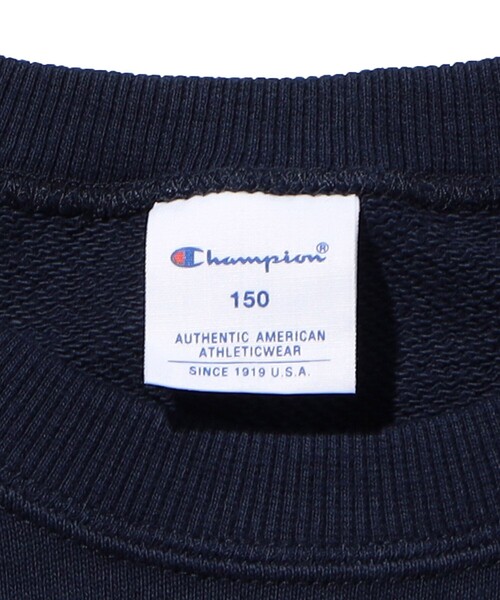 Champion®
150
AUTHENTIC AMERICAN
ATHLETICWEAR
SINCE 1919 U.S.A.